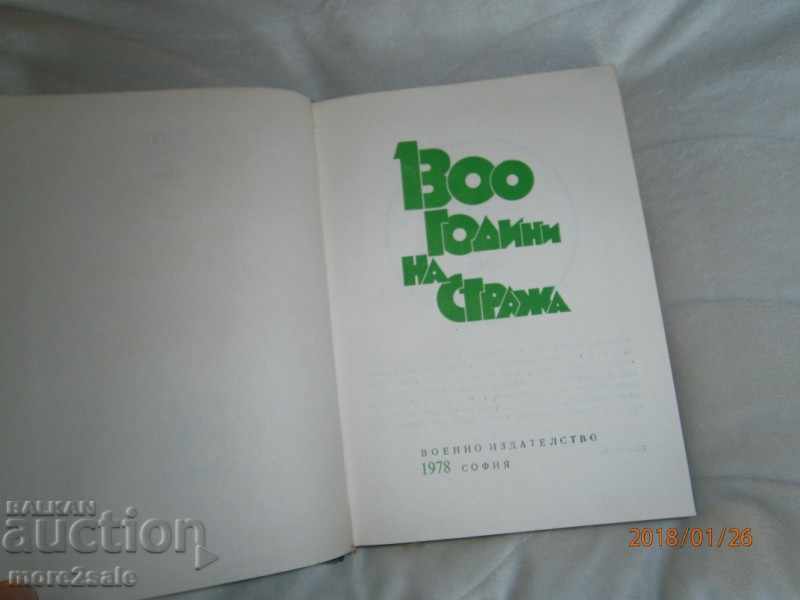 1300
ГОДИНИ
НА
СТРАЖА
ВОЕННО ИЗДАТЕЛСТВО
1978 СОФИЯ
BALKAN
auction
more2sale
2018/01/26